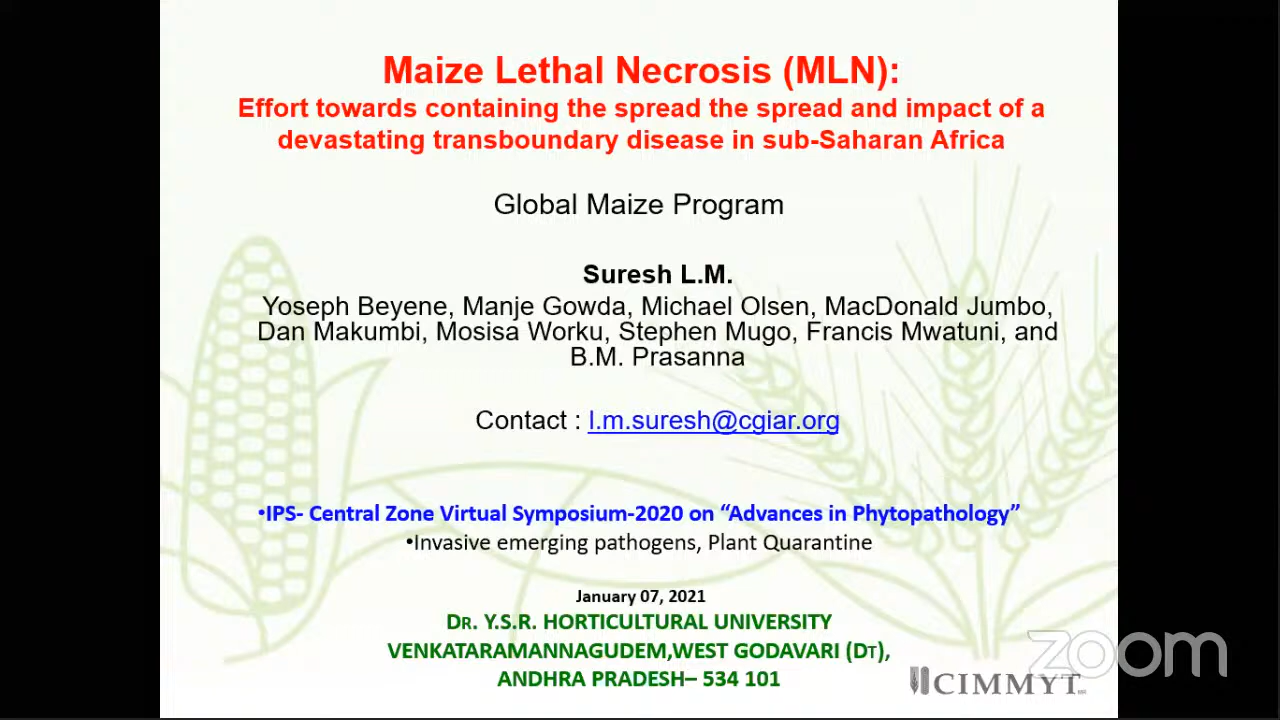 Maize Lethal Necrosis (MLN):
Effort towards containing the spread the spread and impact of a
devastating transboundary disease in sub-Saharan Africa
Global Maize Program
Suresh L.M.
Yoseph Beyene, Manje Gowda, Michael Olsen, MacDonald Jumbo,
Dan Makumbi, Mosisa Worku, Stephen Mugo, Francis Mwatuni, and
B.M. Prasanna
Contact : l.m.suresh@cgiar.org
•IPS- Central Zone Virtual Symposium-2020 on “Advances in Phytopathology”
•Invasive emerging pathogens, Plant Quarantine
January 07, 2021
DR. Y.S.R. HORTICULTURAL UNIVERSITY
VENKATARAMANNAGUDEM,WEST GODAVARI (DT),
ANDHRA PRADESH– 534 101
zoom
CIMMYT